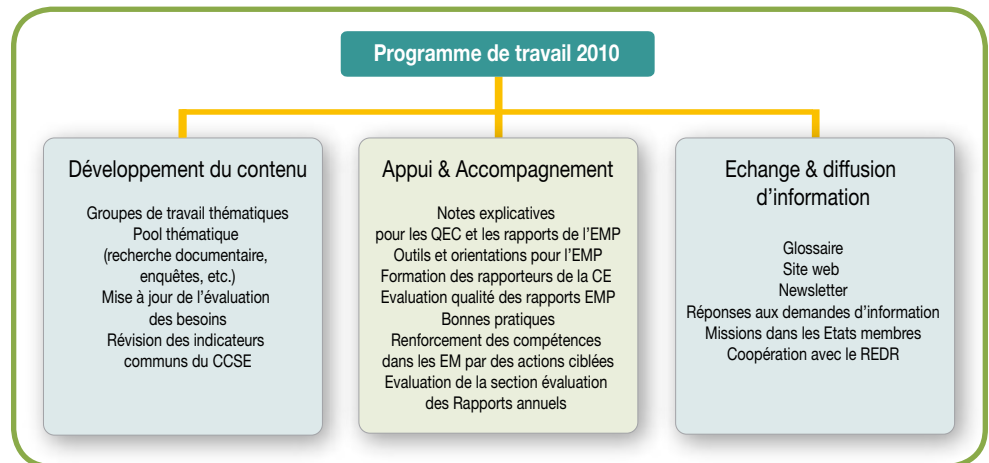 Programme de travail 2010
Développement du contenu
Groupes de travail thématiques
Pool thématique
(recherche documentaire,
enquêtes, etc.)
Mise à jour de l'évaluation
des besoins
Révision des indicateurs
communs du CCSE
Appui & Accompagnement
Notes explicatives
pour les QEC et les rapports de l'EMP
Outils et orientations pour l'EMP
Formation des rapporteurs de la CE
Evaluation qualité des rapports EMP
Bonnes pratiques
Renforcement des compétences
dans les EM par des actions ciblées
Evaluation de la section évaluation
des Rapports annuels
Echange & diffusion
d'information
Glossaire
Site web
Newsletter
Réponses aux demandes d'information
Missions dans les Etats membres
Coopération avec le REDR